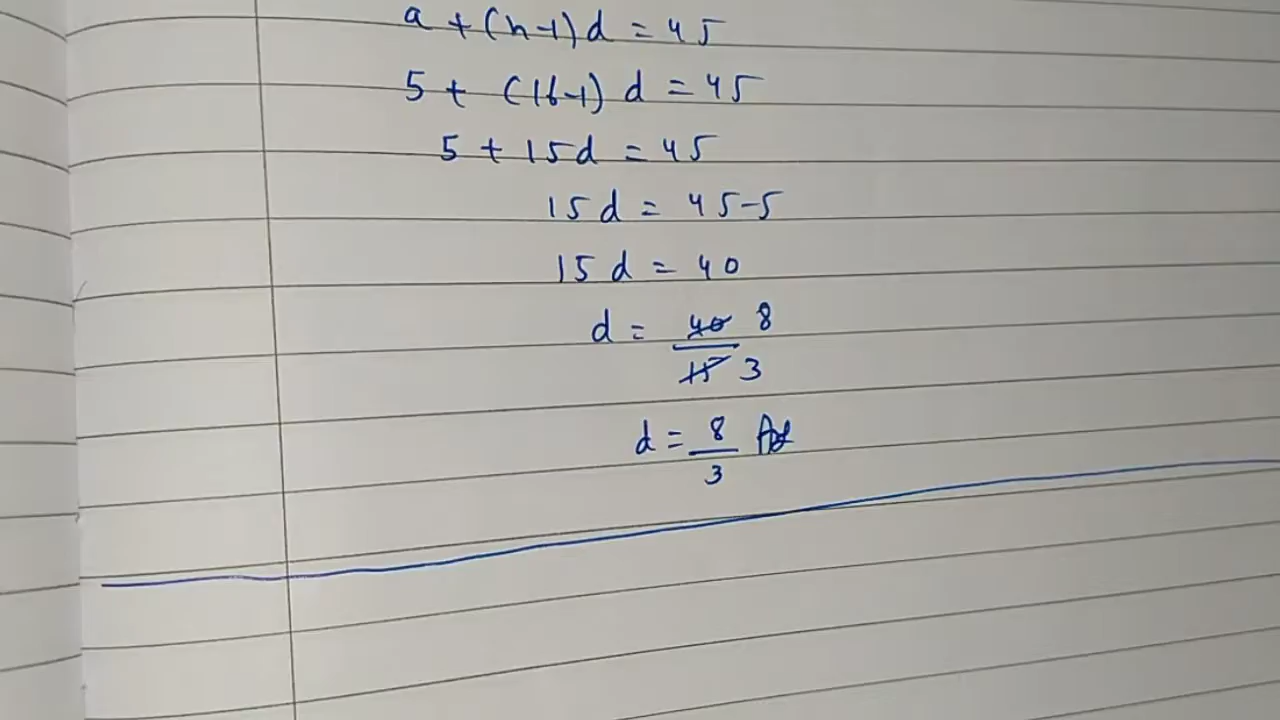 a + (n-1) d = 45
5 + (16-1) d = 45
5 + 15d = 45
15d = 45-5
15d = 40
d = 40/15 8/3
d = 8/3 Ans